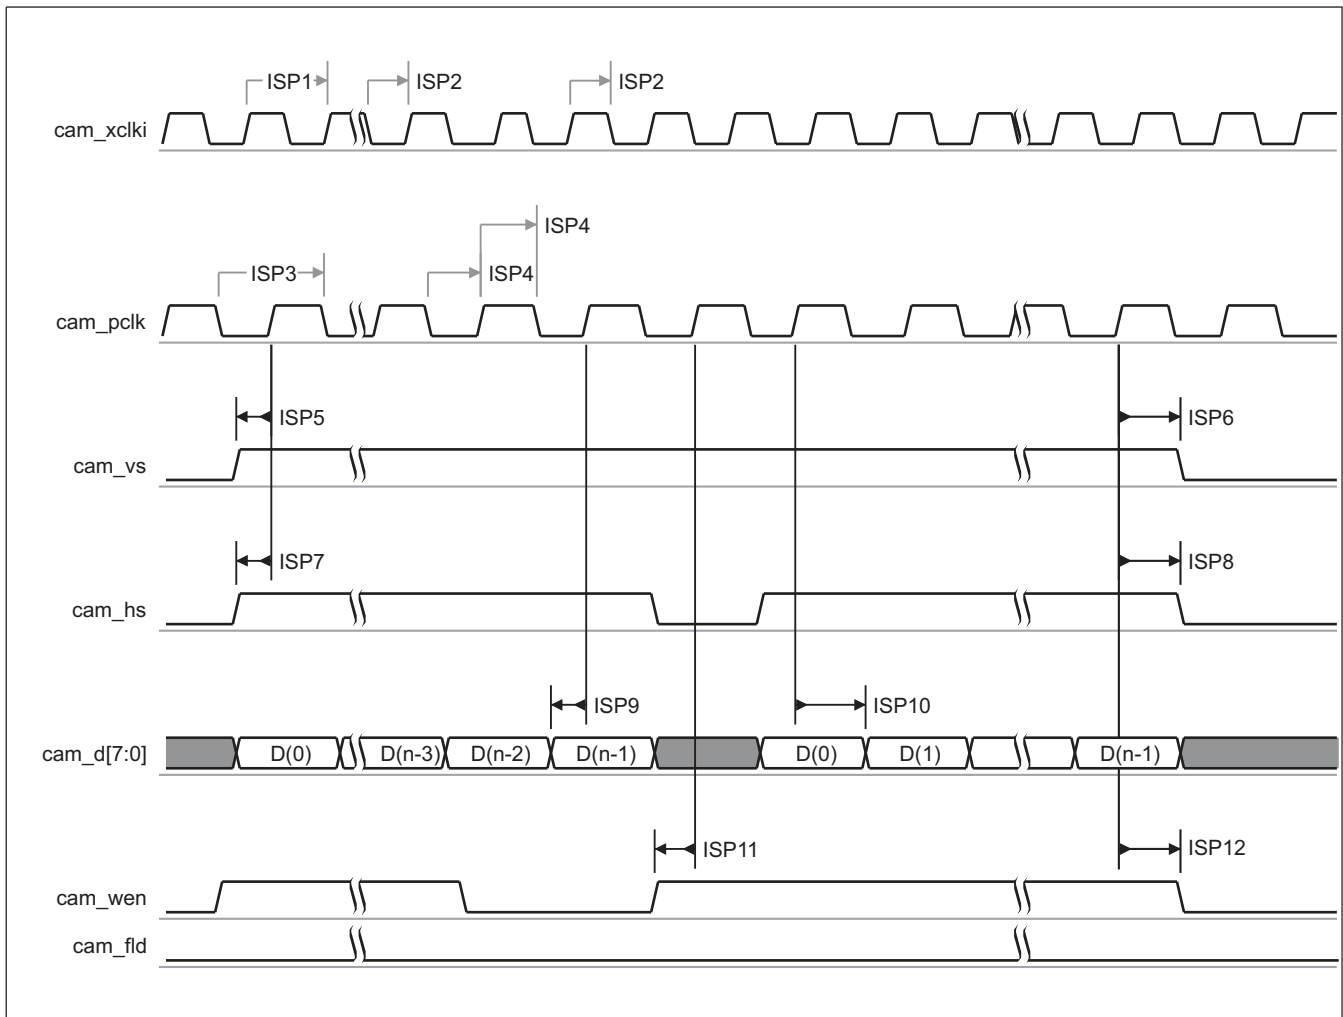 ISP1 ISP2 ISP2
cam_xclki
ISP4
ISP3 ISP4
cam_pclk
ISP5 ISP6
cam_vs
ISP7 ISP8
cam_hs
ISP9 ISP10
cam_d[7:0] D(0) D(n-3) D(n-2) D(n-1) D(0) D(1) D(n-1)
ISP11 ISP12
cam_wen
cam_fld